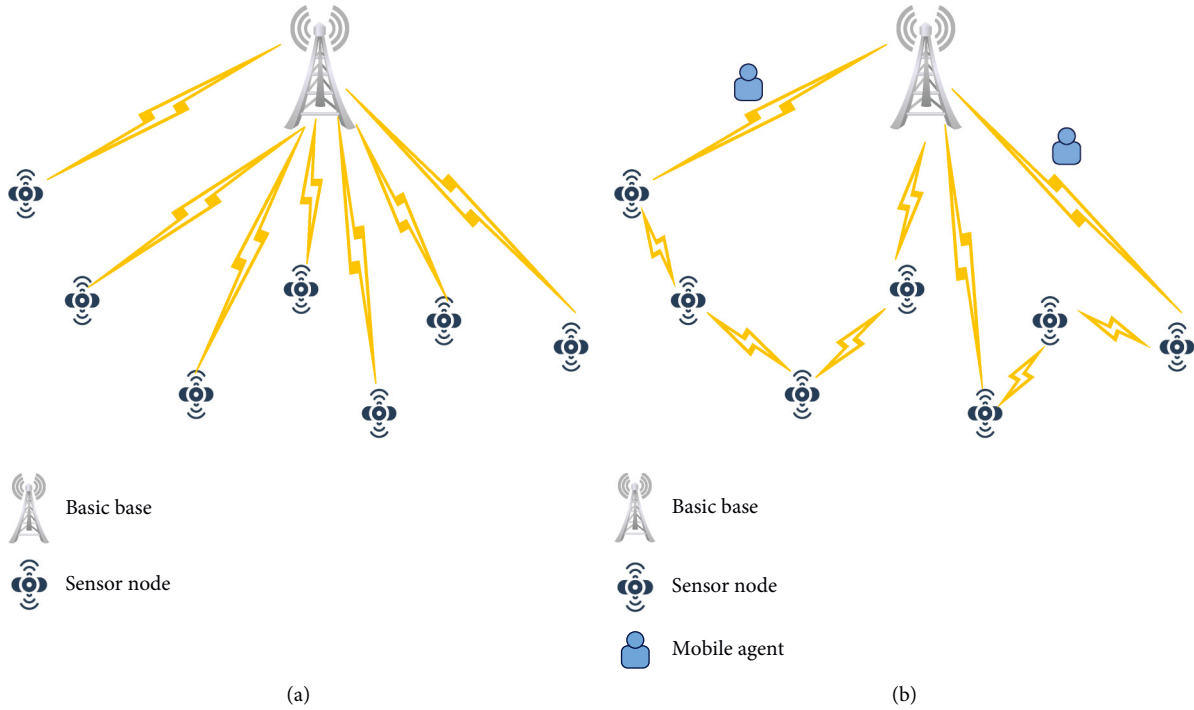 Basic base
Sensor node
(a)
Basic base
Sensor node
Mobile agent
(b)